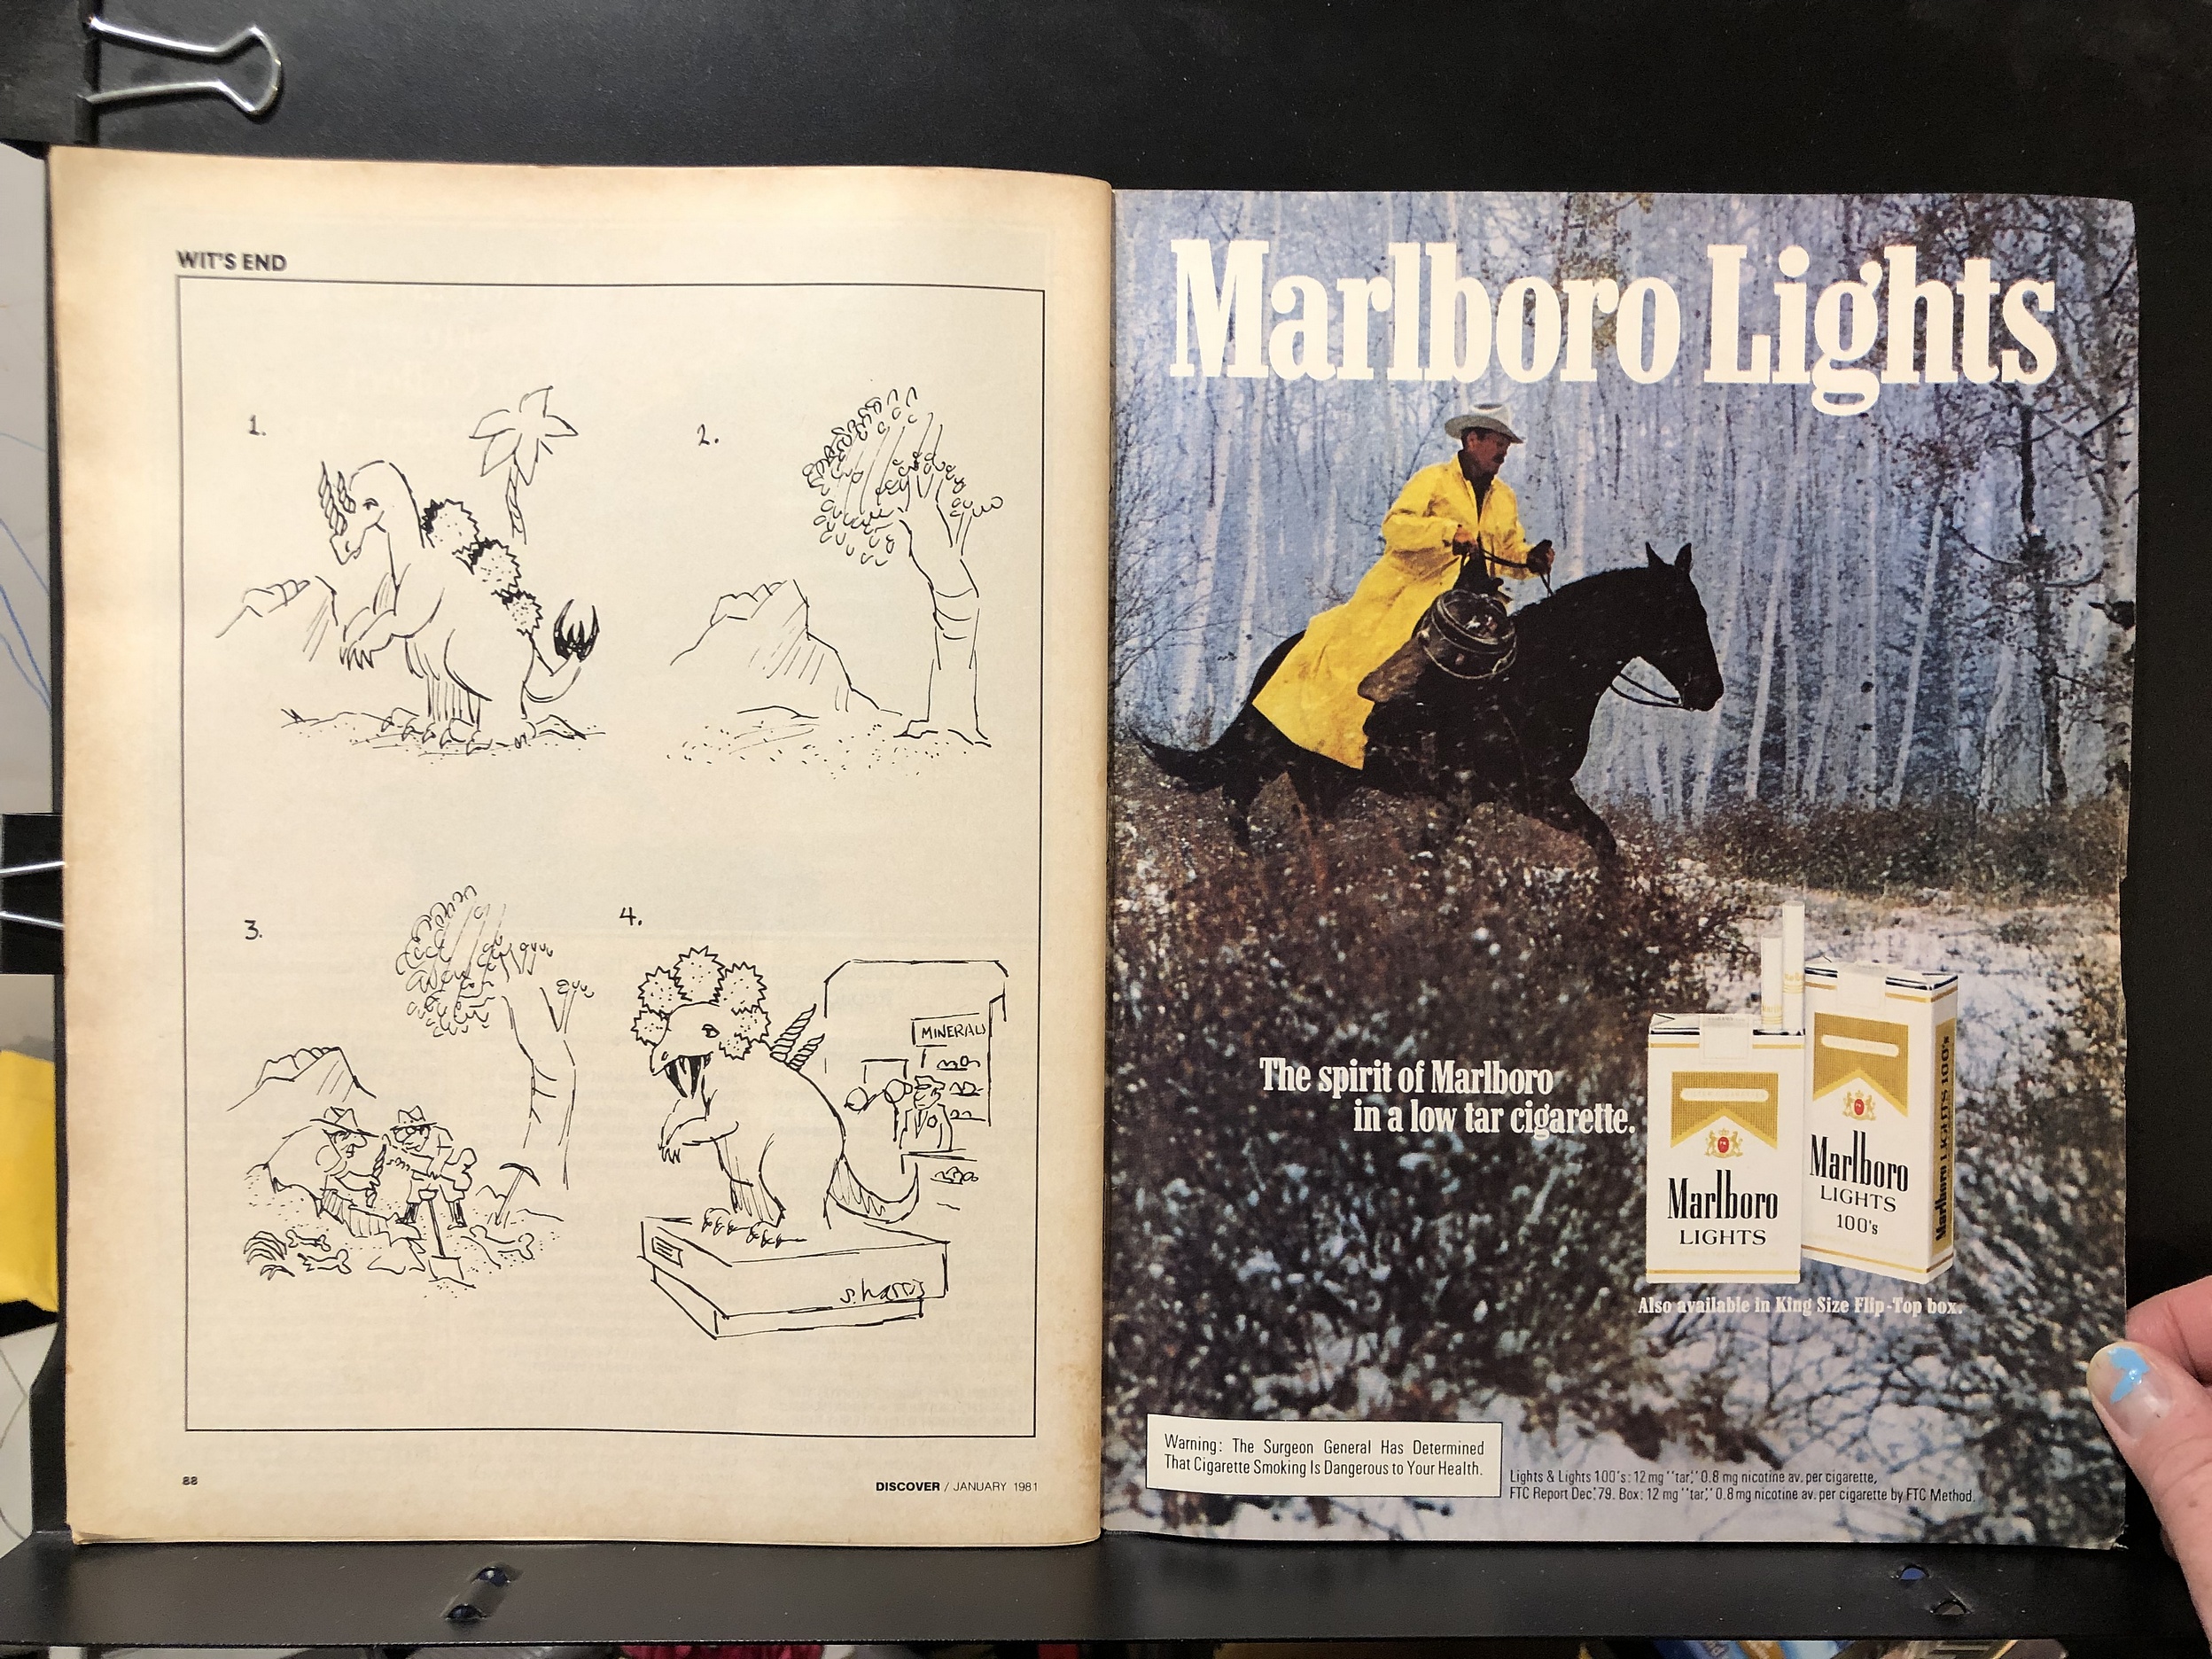 WIT'S END
1.
2.
3.
4.
MINERALS
s. harris
88
DISCOVER / JANUARY 1981
Marlboro Lights
The spirit of Marlboro
in a low tar cigarette.
Marlboro
LIGHTS
Marlboro
LIGHTS
100's
Marlboro LIGHTS 100's
Also available in King Size Flip-Top box.
Warning: The Surgeon General Has Determined
That Cigarette Smoking Is Dangerous to Your Health.
Lights & Lights 100's: 12 mg "tar," 0.8 mg nicotine av. per cigarette,
FTC Report Dec.'79. Box: 12 mg "tar," 0.8 mg nicotine av. per cigarette by FTC Method.